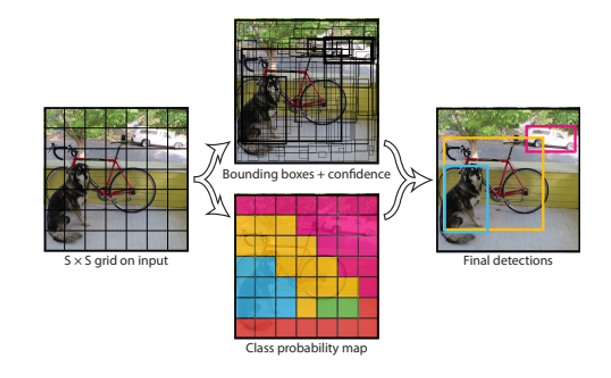 Bounding boxes + confidence
S × S grid on input
Final detections
Class probability map